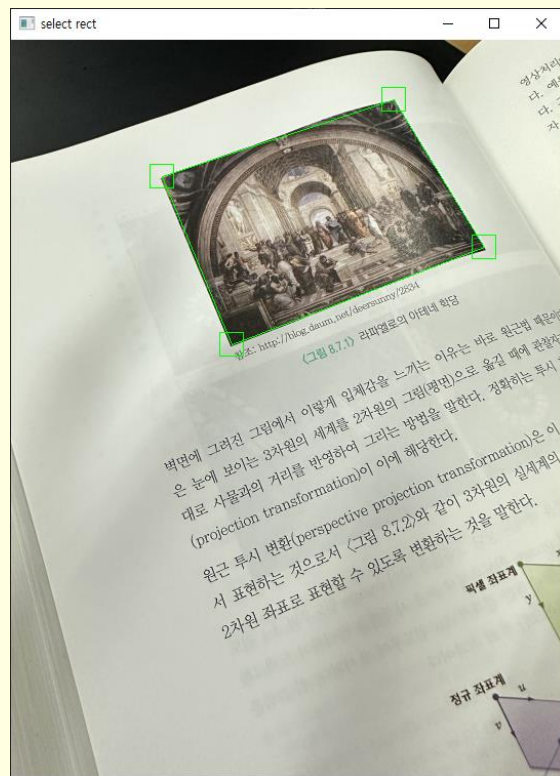 select rect
영상처리
다. 예
다.
자
참조: http://blog.daum.net/deersunny/2834
〈그림 8.7.1〉 라파엘로의 아테네 학당
벽면에 그려진 그림에서 이렇게 입체감을 느끼는 이유는 바로 원근법 때문이
은 눈에 보이는 3차원의 세계를 2차원의 그림(평면)으로 옮길 때에 관찰자
대로 사물과의 거리를 반영하여 그리는 방법을 말한다. 정확하는 투시
(projection transformation)이 이에 해당한다.
원근 투시 변환(perspective projection transformation)은 이
서 표현하는 것으로서 〈그림 8.7.2〉와 같이 3차원의 실세계의
2차원 좌표로 표현할 수 있도록 변환하는 것을 말한다.
픽셀 좌표계
y
정규 좌표계
u
v